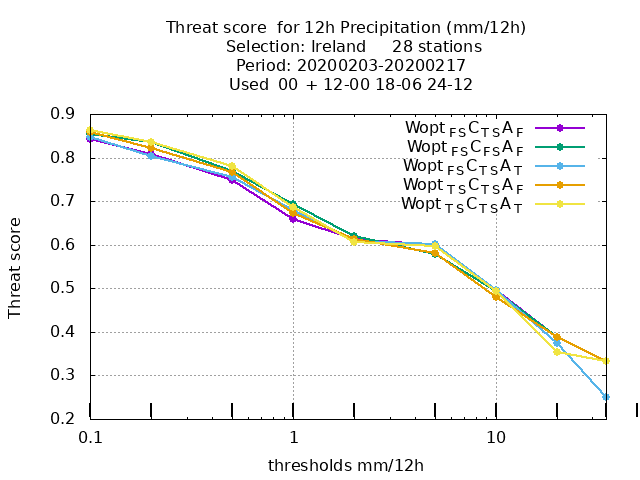 Threat score  for 12h Precipitation (mm/12h)
Selection: Ireland     28 stations
Period: 20200203-20200217
Used  00 + 12-00 18-06 24-12
0.9
0.8
0.7
0.6
0.5
0.4
0.3
0.2
Threat score
Wopt FS C TS A F
Wopt FS C FS A F
Wopt FS C TS A T
Wopt TS C TS A F
Wopt TS C TS A T
0.1 1 10
thresholds mm/12h